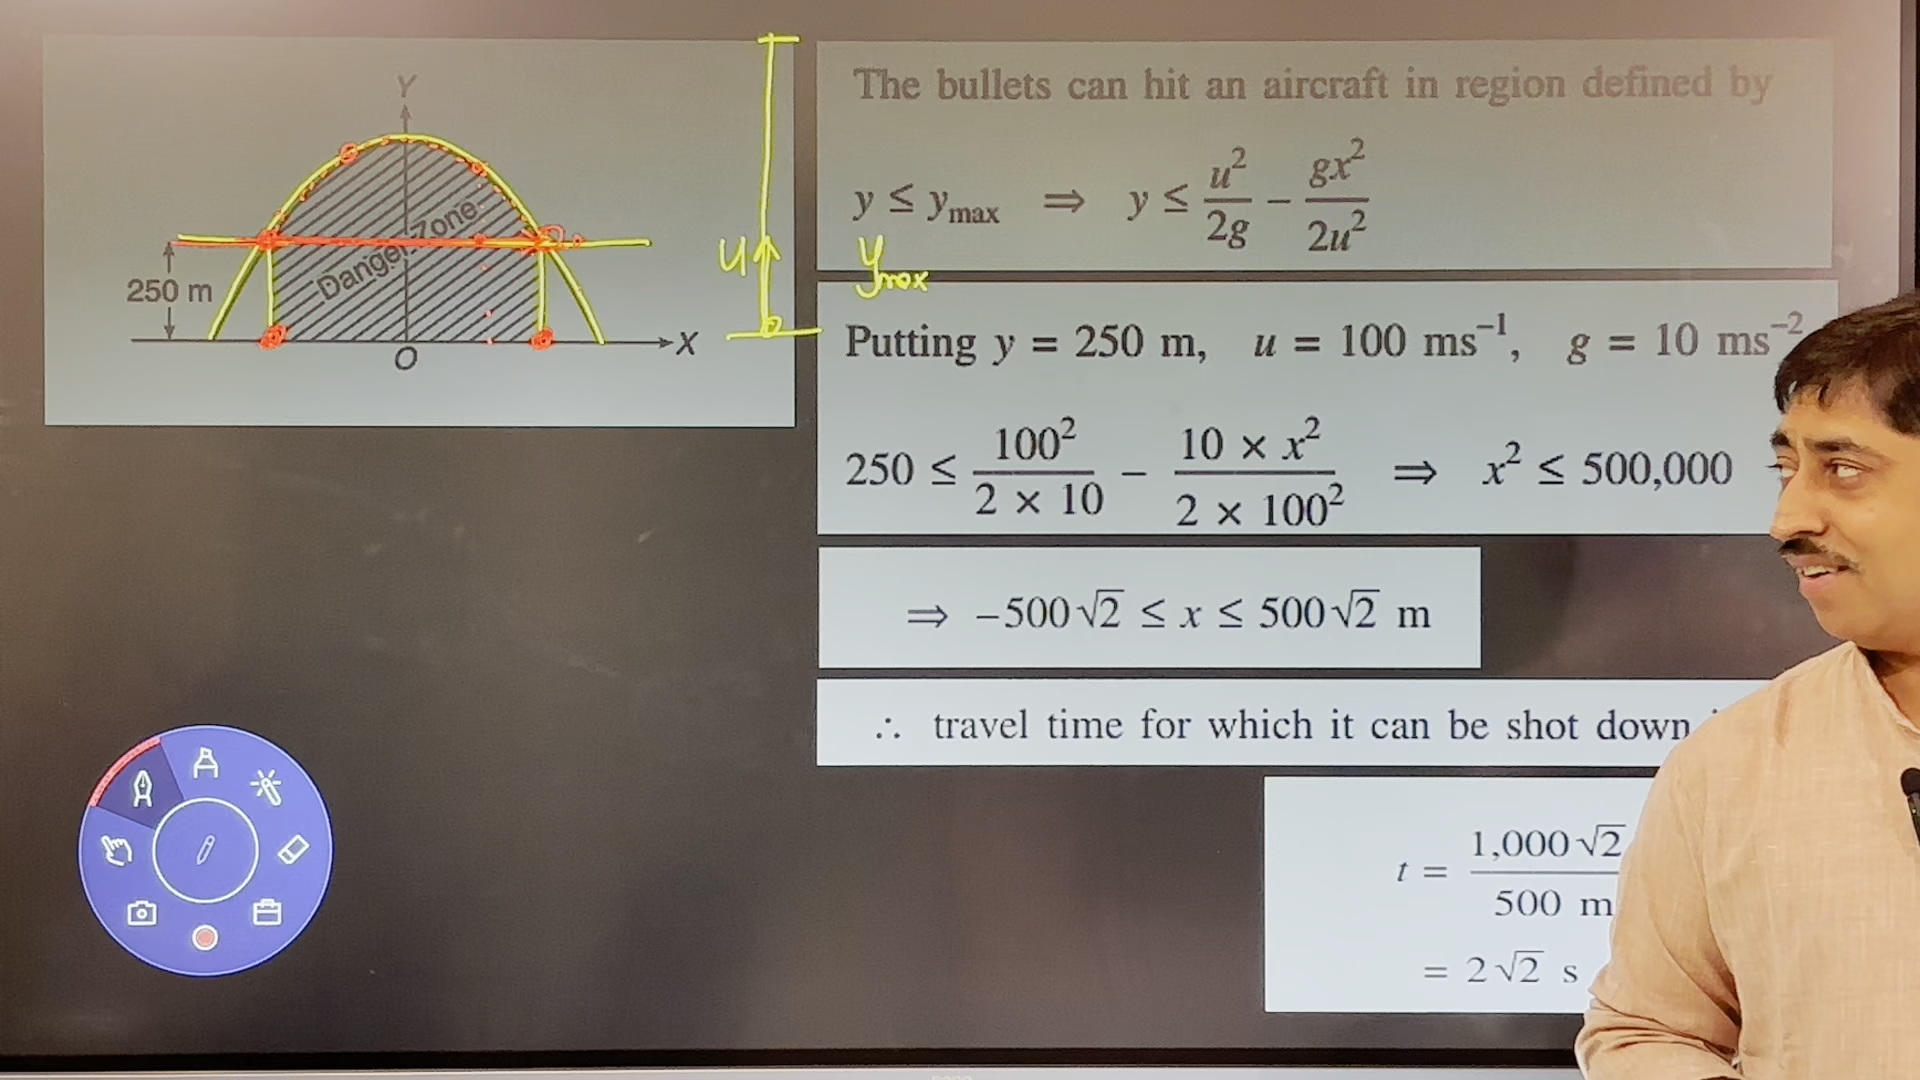 Y
250 m
Danger Zone
O
X
u
The bullets can hit an aircraft in region defined by
y ≤ y_max ⇒ y ≤ u²/2g − gx²/2u²
y_max
Putting y = 250 m, u = 100 ms⁻¹, g = 10 ms⁻²
250 ≤ 100²/(2 × 10) − (10 × x²)/(2 × 100²) ⇒ x² ≤ 500,000
⇒ −500√2 ≤ x ≤ 500√2 m
∴ travel time for which it can be shot down
t = 1,000√2/500 m
= 2√2 s